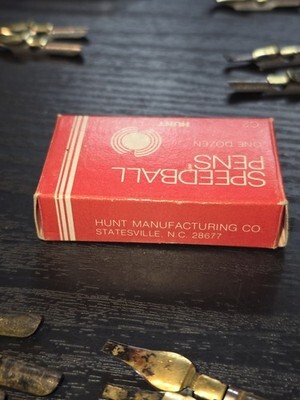 HUNT
SPEEDBALL®
PENS
ONE DOZEN
HUNT MANUFACTURING CO.
STATESVILLE, N.C. 28677